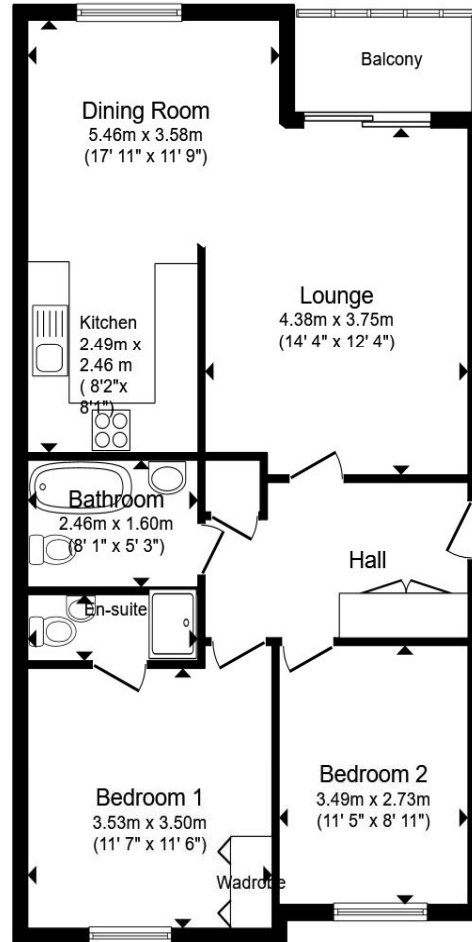 Balcony
Dining Room
5.46m x 3.58m
(17' 11" x 11' 9")
Lounge
4.38m x 3.75m
(14' 4" x 12' 4")
Kitchen
2.49m x
2.46 m
( 8'2"x
8'1")
Bathroom
2.46m x 1.60m
(8' 1" x 5' 3")
Hall
En-suite
Bedroom 1
3.53m x 3.50m
(11' 7" x 11' 6")
Bedroom 2
3.49m x 2.73m
(11' 5" x 8' 11")
Wadrobe